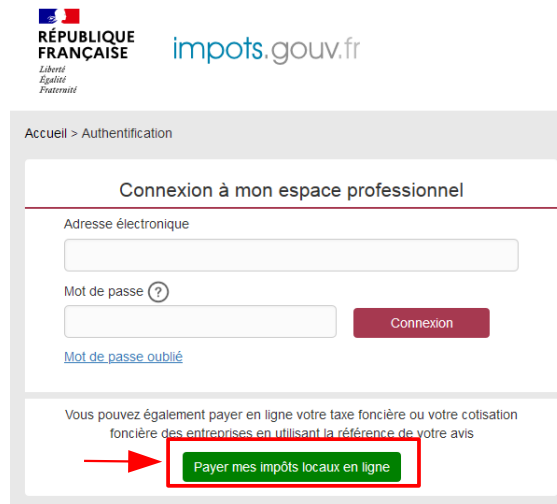 RÉPUBLIQUE
FRANÇAISE
Liberté
Égalité
Fraternité
impots.gouv.fr
Accueil > Authentification
Connexion à mon espace professionnel
Adresse électronique
Mot de passe ?
Connexion
Mot de passe oublié
Vous pouvez également payer en ligne votre taxe foncière ou votre cotisation
foncière des entreprises en utilisant la référence de votre avis
Payer mes impôts locaux en ligne